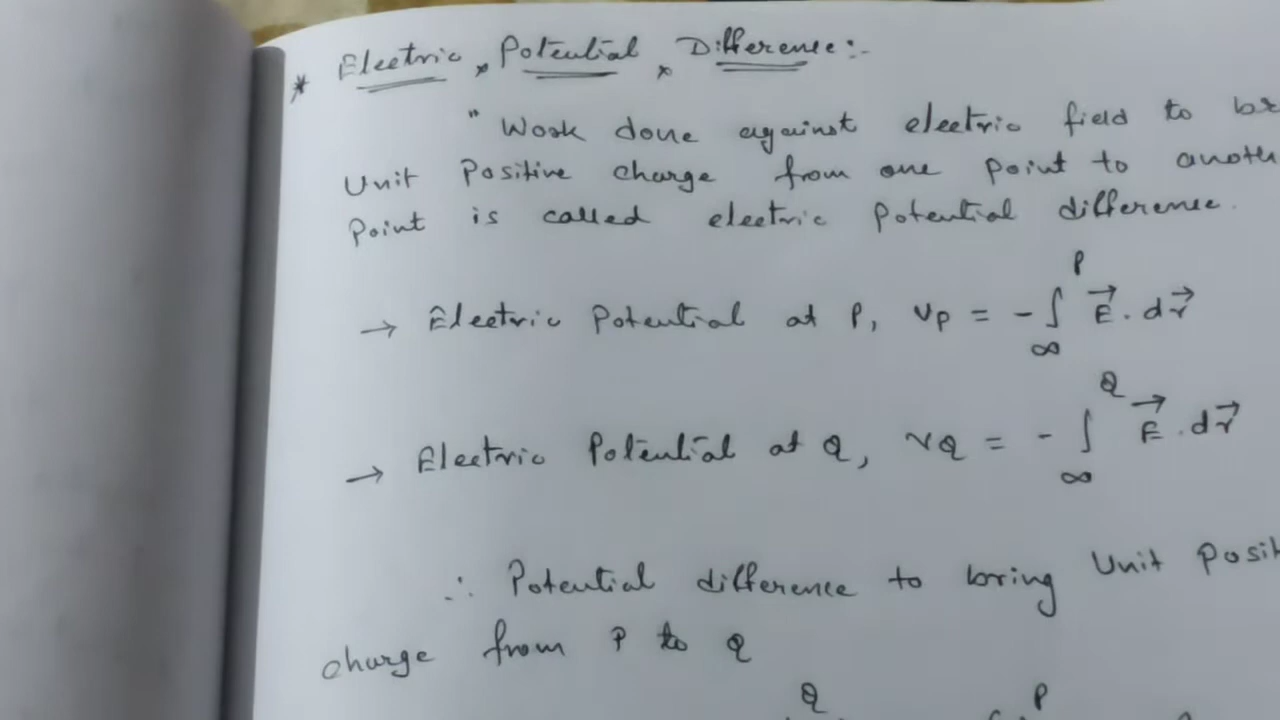 * Electric × Potential × Difference:-
"Work done against electric field to
Unit Positive charge from one point to
Point is called electric Potential difference.
P
→ Electric Potential at P, VP = -∫ E⃗ . dr⃗
∞
Q
→ Electric Potential at Q, VQ = - ∫ E⃗ . dr⃗
∞
∴ Potential difference to bring Unit
charge from P to Q
Q P